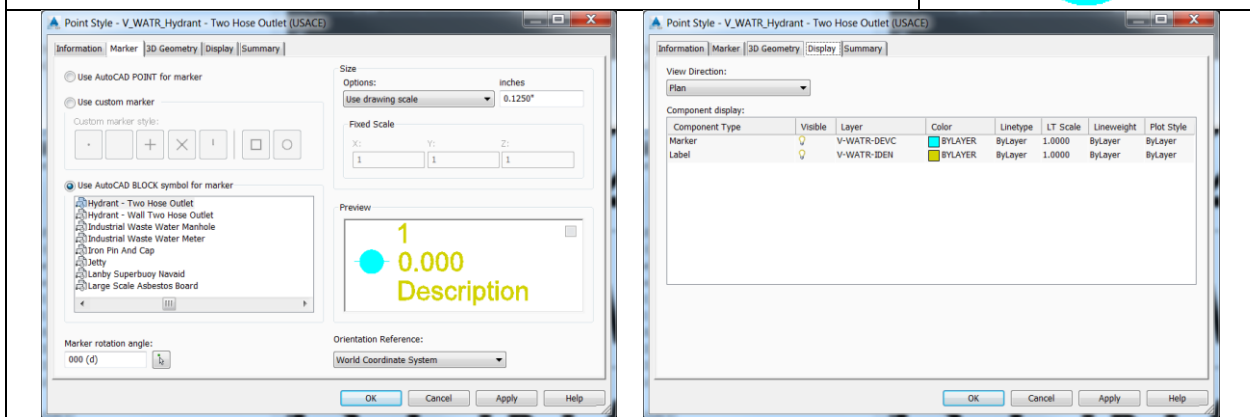 Point Style - V_WATR_Hydrant - Two Hose Outlet (USACE)
Information Marker 3D Geometry Display Summary
Use AutoCAD POINT for marker
Use custom marker
Custom marker style:
Use AutoCAD BLOCK symbol for marker
Hydrant - Two Hose Outlet
Hydrant - Wall Two Hose Outlet
Industrial Waste Water Manhole
Industrial Waste Water Meter
Iron Pin And Cap
Jetty
Lanby Superbuoy Navaid
Large Scale Asbestos Board
Marker rotation angle:
000 (d)
Size
Options: inches
Use drawing scale 0.1250"
Fixed Scale
X: Y: Z:
1 1 1
Preview
1
0.000
Description
Orientation Reference:
World Coordinate System
OK Cancel Apply Help
Point Style - V_WATR_Hydrant - Two Hose Outlet (USACE)
Information Marker 3D Geometry Display Summary
View Direction:
Plan
Component display:
Component Type Visible Layer Color Linetype LT Scale Lineweight Plot Style
Marker V-WATR-DEVC BYLAYER ByLayer 1.0000 ByLayer ByLayer
Label V-WATR-IDEN BYLAYER ByLayer 1.0000 ByLayer ByLayer
OK Cancel Apply Help